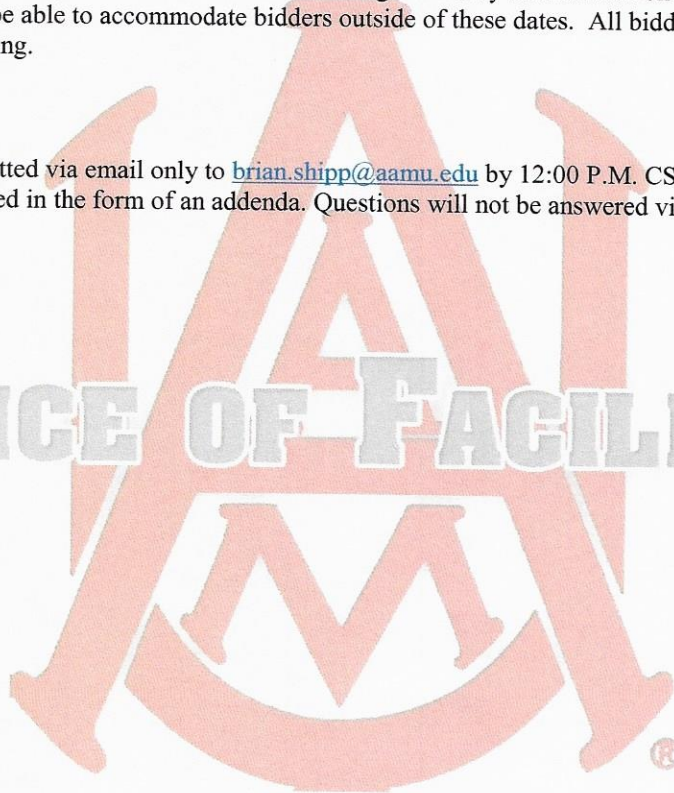 be able to accommodate bidders outside of these dates. All bidd
ng.
itted via email only to brian.shipp@aamu.edu by 12:00 P.M. CS
ed in the form of an addenda. Questions will not be answered vi
ICE OF FACILI
A
A
M
®